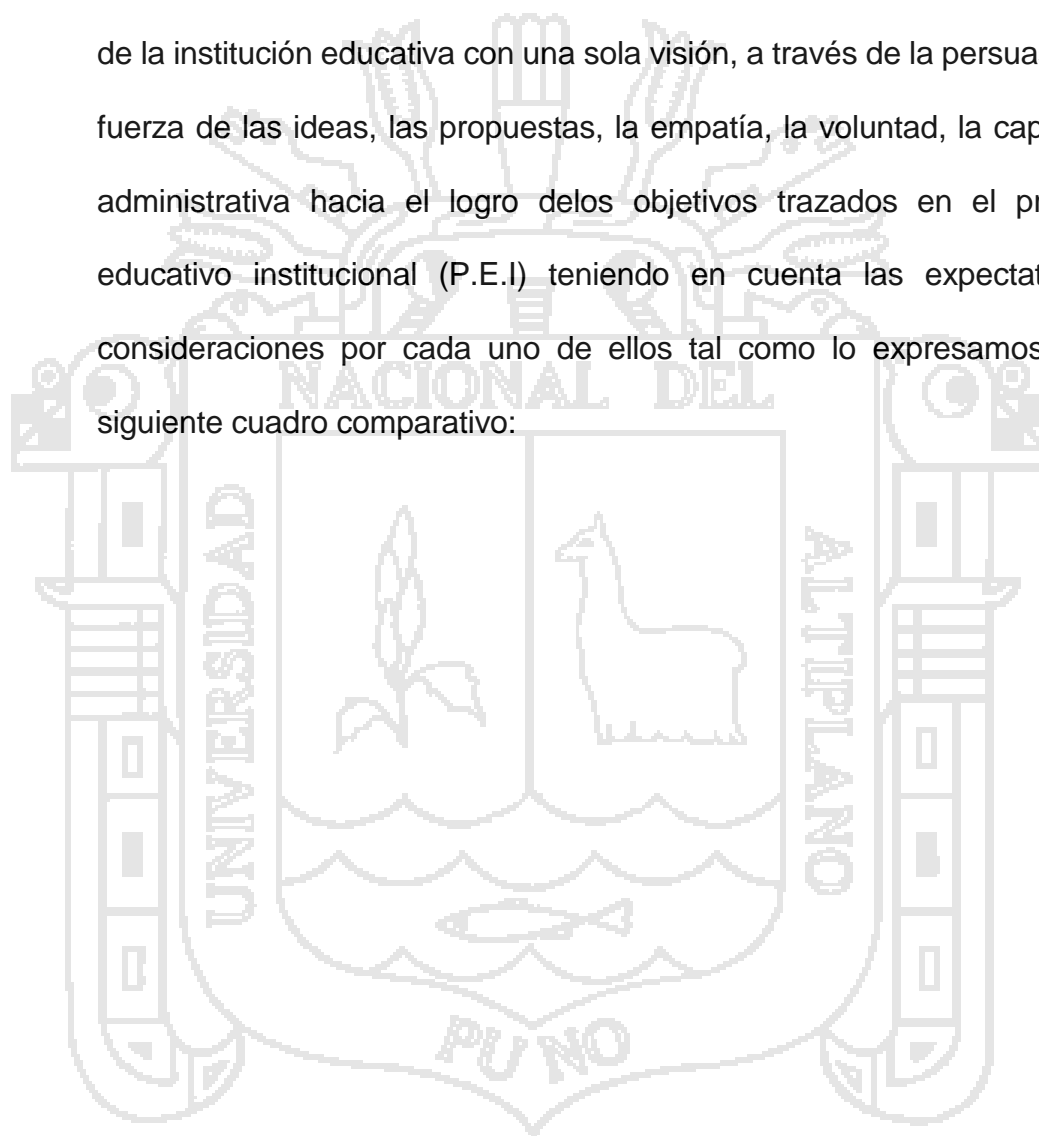 de la institución educativa con una sola visión, a través de la persua
fuerza de las ideas, las propuestas, la empatía, la voluntad, la cap
administrativa hacia el logro delos objetivos trazados en el pr
educativo institucional (P.E.I) teniendo en cuenta las expectat
consideraciones por cada uno de ellos tal como lo expresamos
siguiente cuadro comparativo:
NACIONAL DEL
UNIVERSIDAD
ALTIPLANO
PUNO